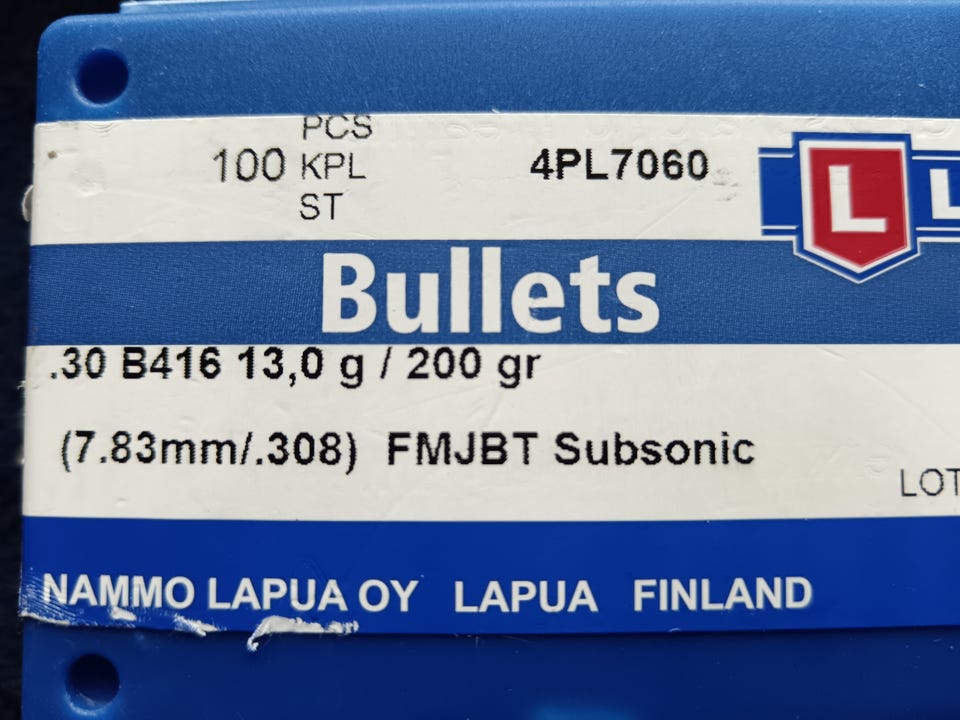 PCS
100 KPL
ST
4PL7060
L L
Bullets
.30 B416 13,0 g / 200 gr
(7.83mm/.308) FMJBT Subsonic
LOT
NAMMO LAPUA OY LAPUA FINLAND